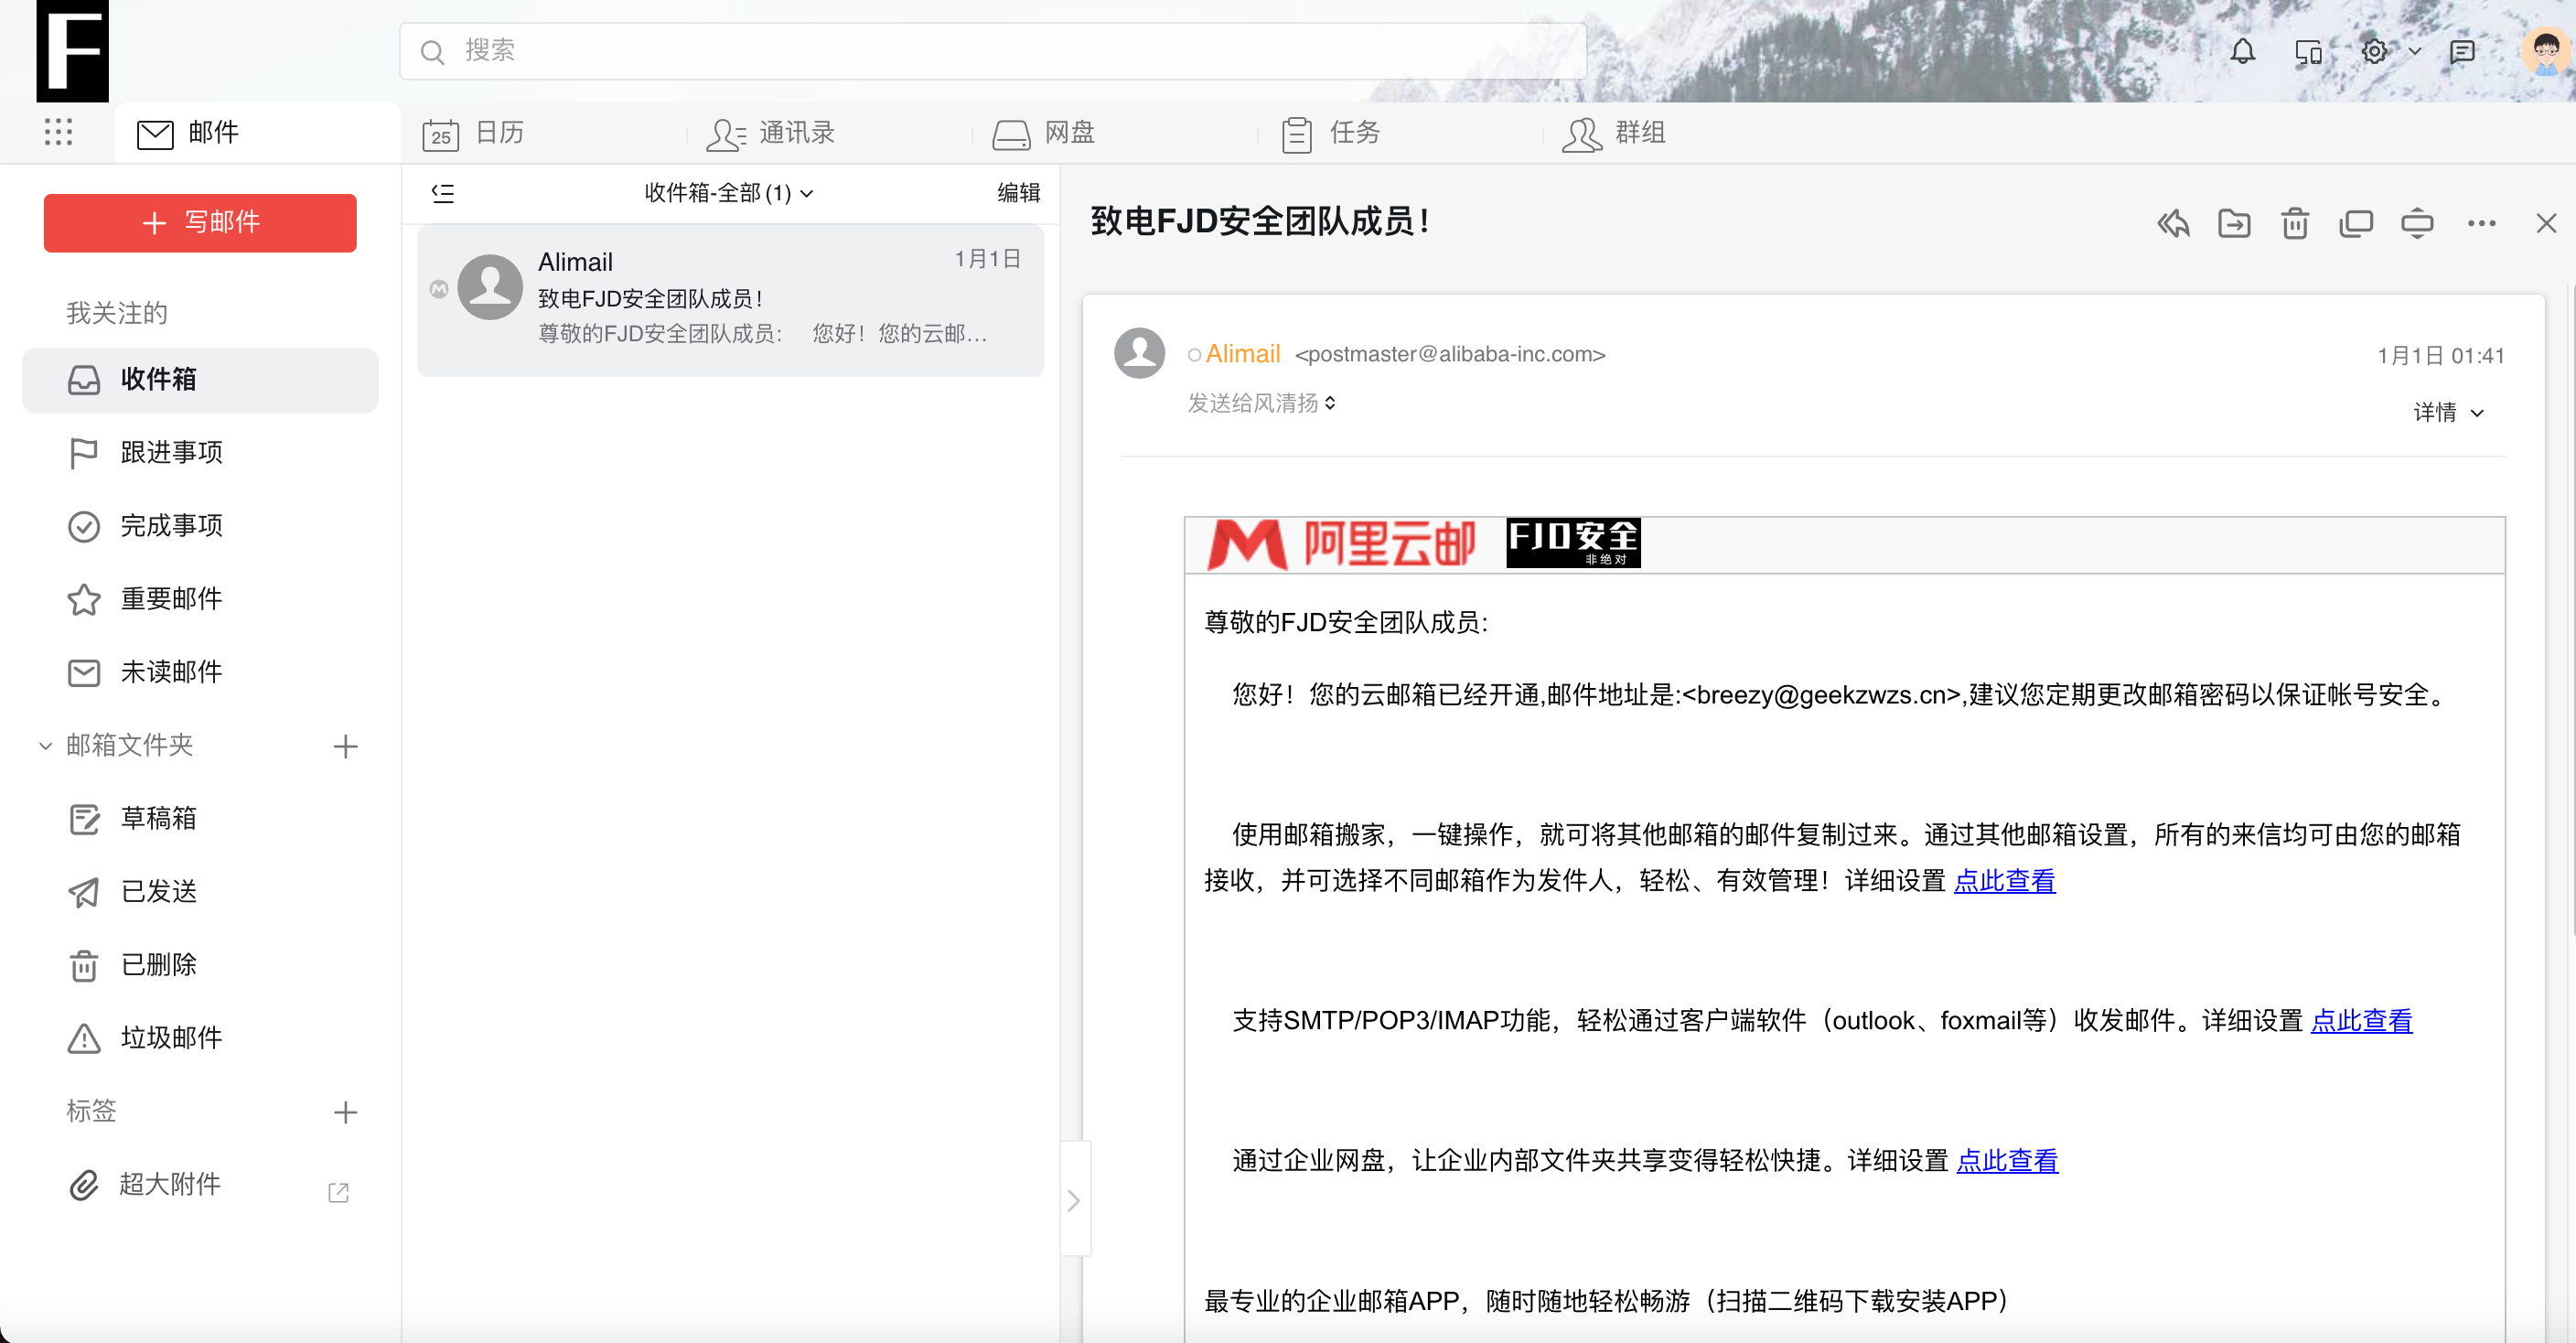 F
搜索
邮件
25
日历
通讯录
网盘
任务
群组
写邮件
我关注的
收件箱
跟进事项
完成事项
重要邮件
未读邮件
邮箱文件夹
草稿箱
已发送
已删除
垃圾邮件
标签
超大附件
收件箱-全部(1)
编辑
Alimail
1月1日
致电FJD安全团队成员！
尊敬的FJD安全团队成员: 您好！您的云邮…
致电FJD安全团队成员！
Alimail <postmaster@alibaba-inc.com>
1月1日 01:41
发送给风清扬
详情
阿里云邮
FJD安全
非绝对
尊敬的FJD安全团队成员:
您好！您的云邮箱已经开通,邮件地址是:<breezy@geekzwzs.cn>,建议您定期更改邮箱密码以保证帐号安全。
使用邮箱搬家，一键操作，就可将其他邮箱的邮件复制过来。通过其他邮箱设置，所有的来信均可由您的邮箱
接收，并可选择不同邮箱作为发件人，轻松、有效管理！详细设置 点此查看
支持SMTP/POP3/IMAP功能，轻松通过客户端软件（outlook、foxmail等）收发邮件。详细设置 点此查看
通过企业网盘，让企业内部文件夹共享变得轻松快捷。详细设置 点此查看
最专业的企业邮箱APP，随时随地轻松畅游（扫描二维码下载安装APP）